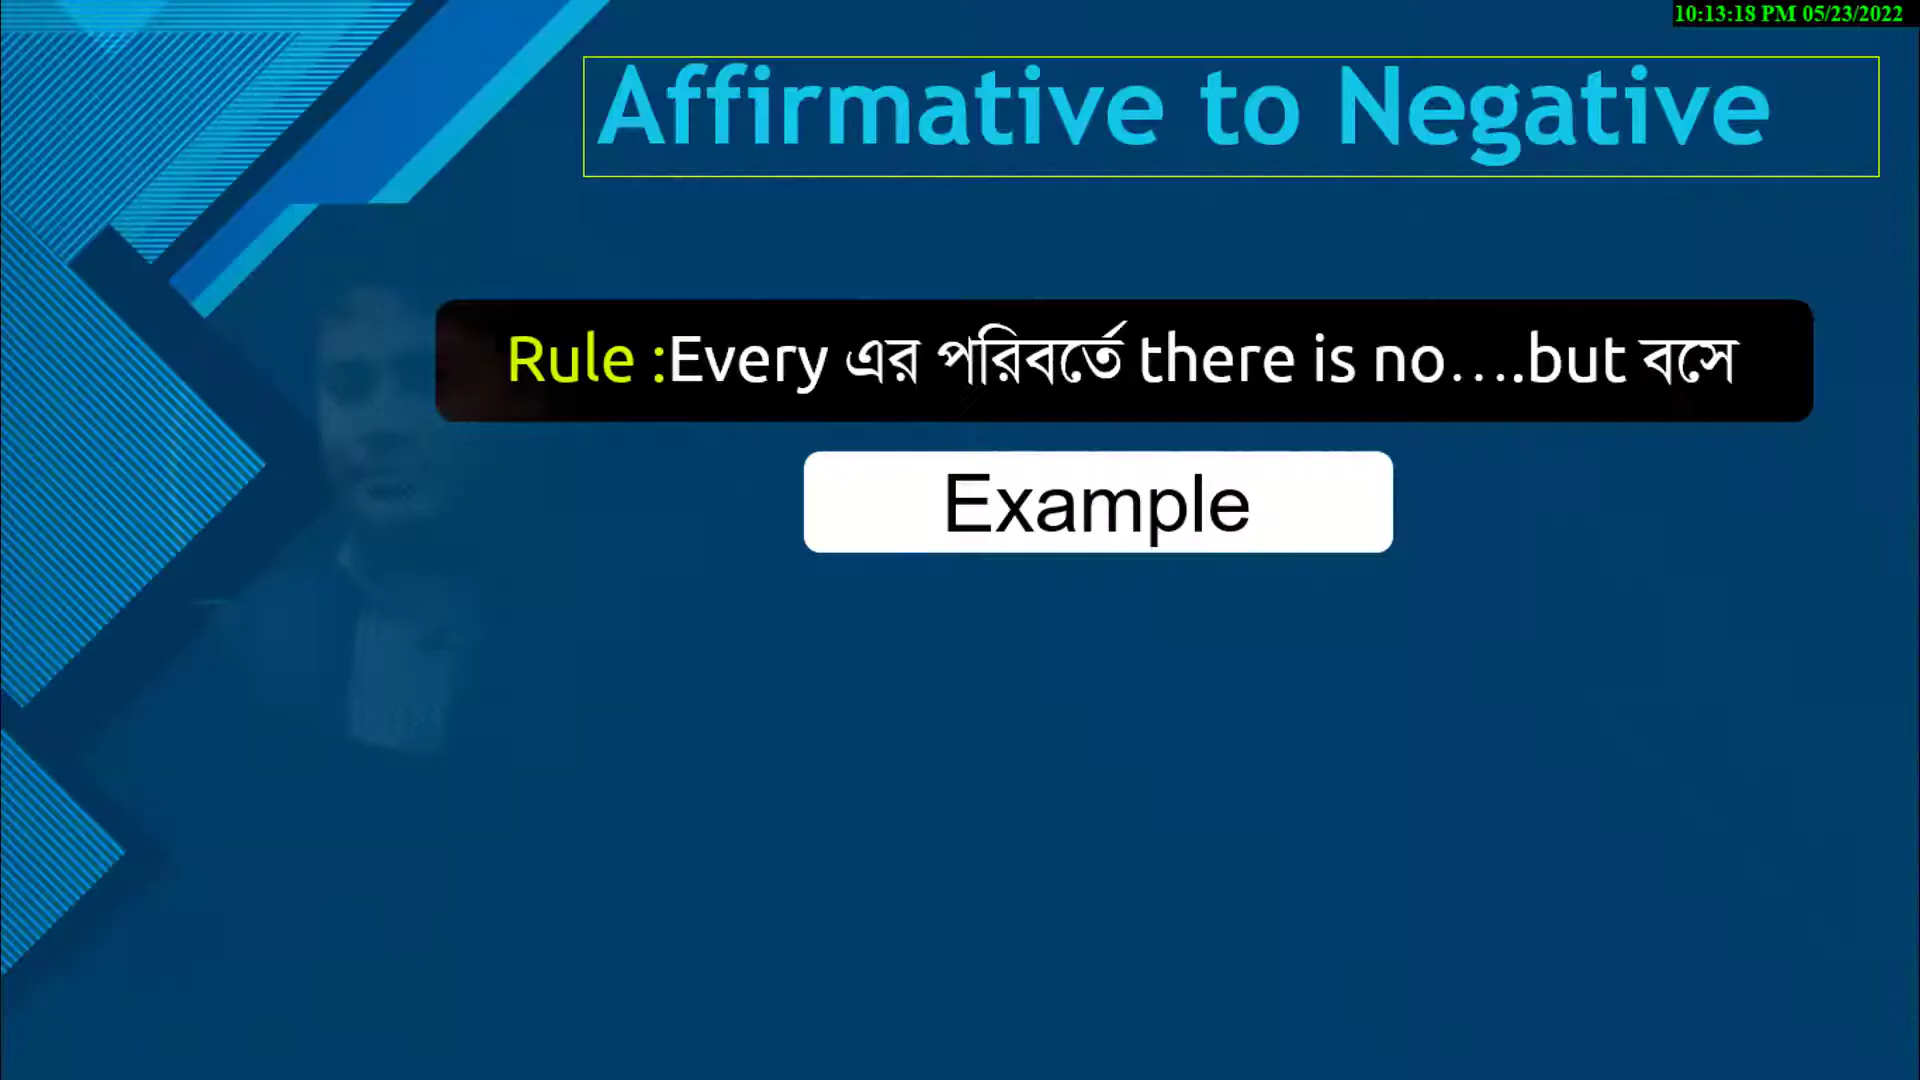 10:13:18 PM 05/23/2022
Affirmative to Negative
Rule :Every এর পরিবর্তে there is no....but বসে
Example